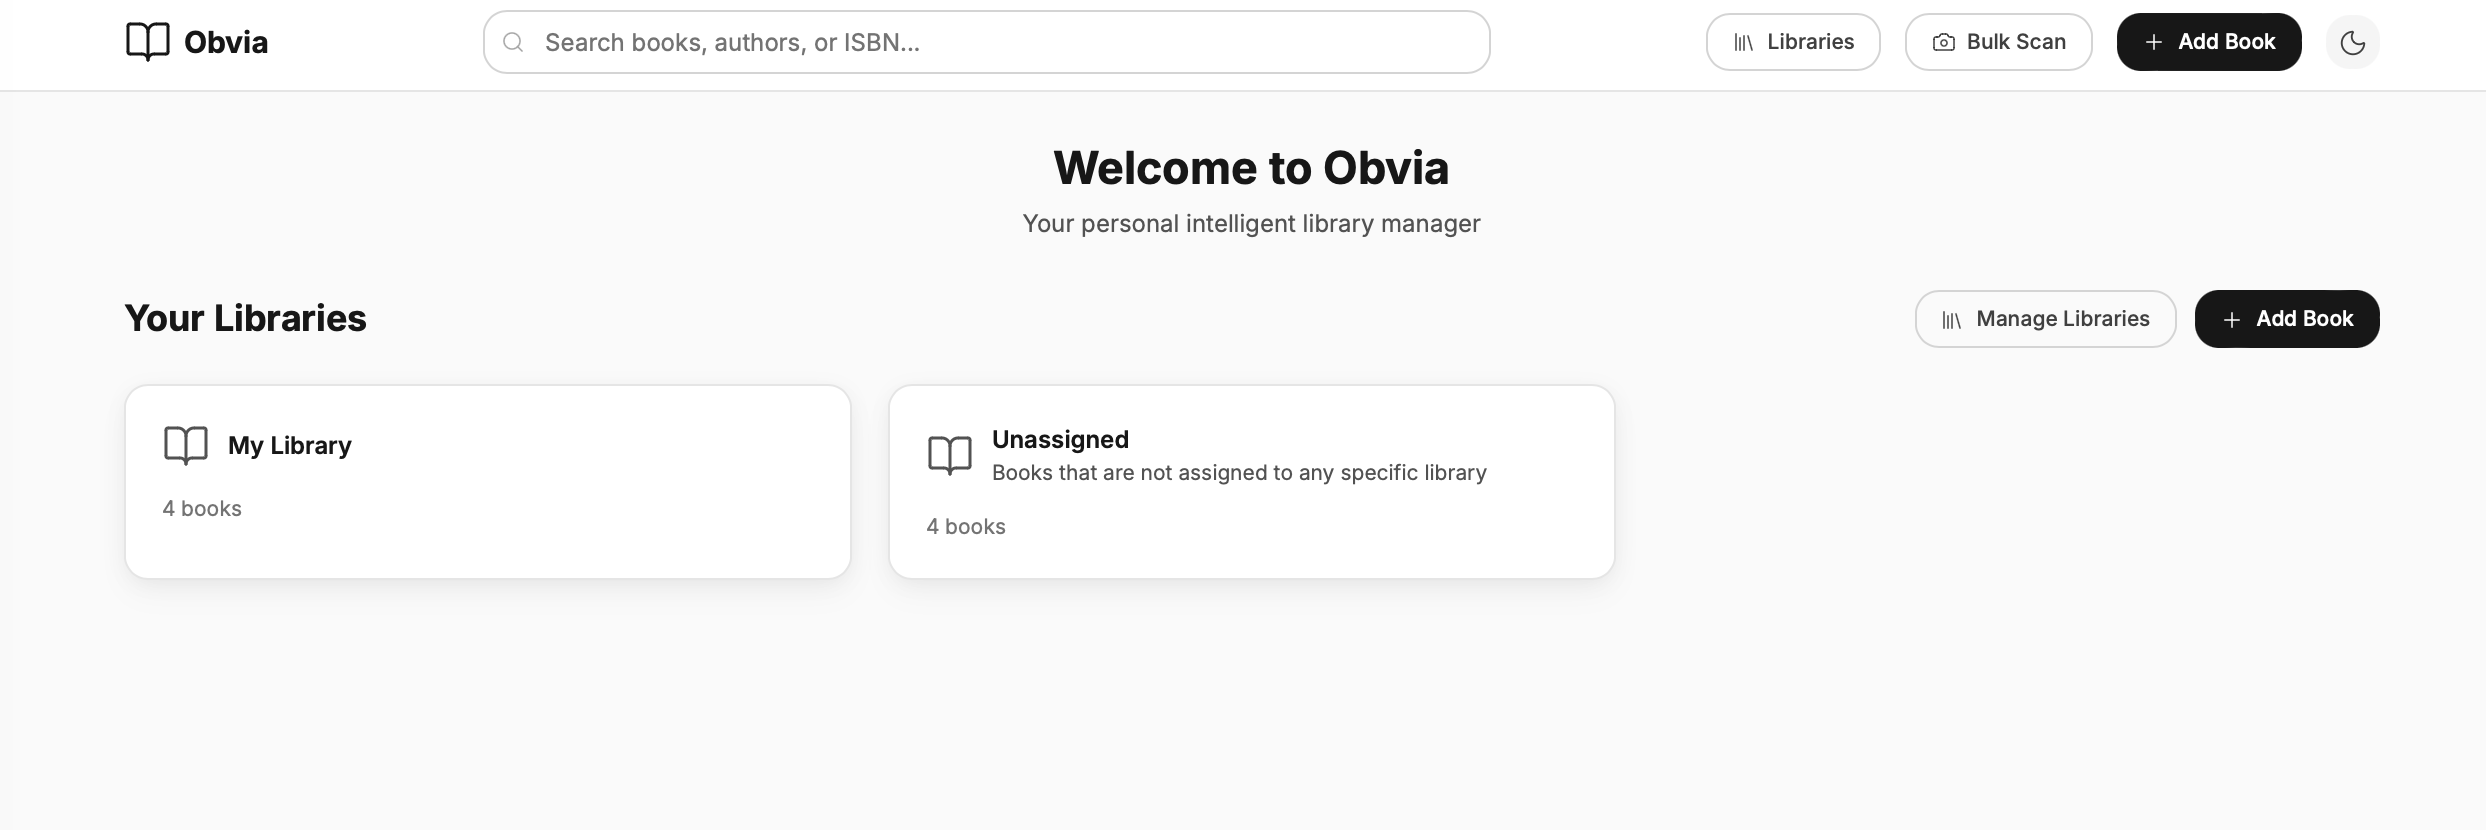 Obvia
Search books, authors, or ISBN...
Libraries
Bulk Scan
Add Book
Welcome to Obvia
Your personal intelligent library manager
Your Libraries
Manage Libraries
Add Book
My Library
4 books
Unassigned
Books that are not assigned to any specific library
4 books